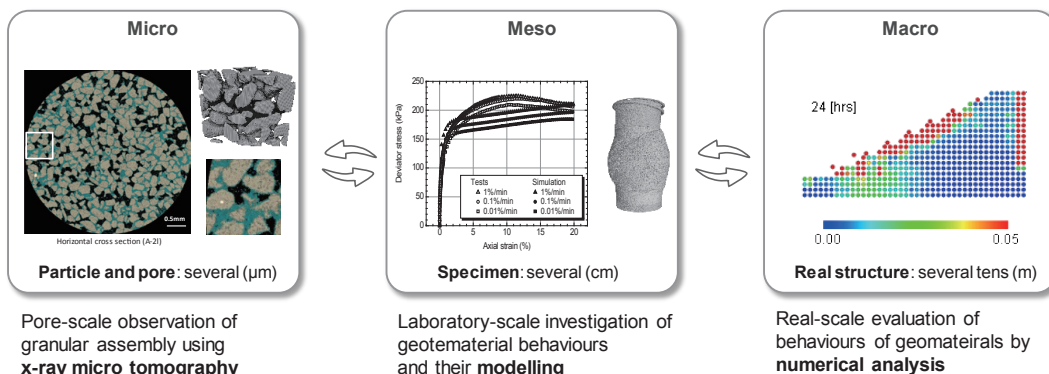 Micro
0.5mm
Horizontal cross section (A-2I)
Particle and pore: several (μm)
Pore-scale observation of
granular assembly using
x-ray micro tomography
Meso
250
200
150
100
50
0
Deviator stress (kPa)
Tests
Simulation
1%/min
1%/min
0.1%/min
0.1%/min
0.01%/min
0.01%/min
0 5 10 15 20
Axial strain (%)
Specimen: several (cm)
Laboratory-scale investigation of
geotematerial behaviours
and their modelling
Macro
24 [hrs]
0.00 0.05
Real structure: several tens (m)
Real-scale evaluation of
behaviours of geomateirals by
numerical analysis